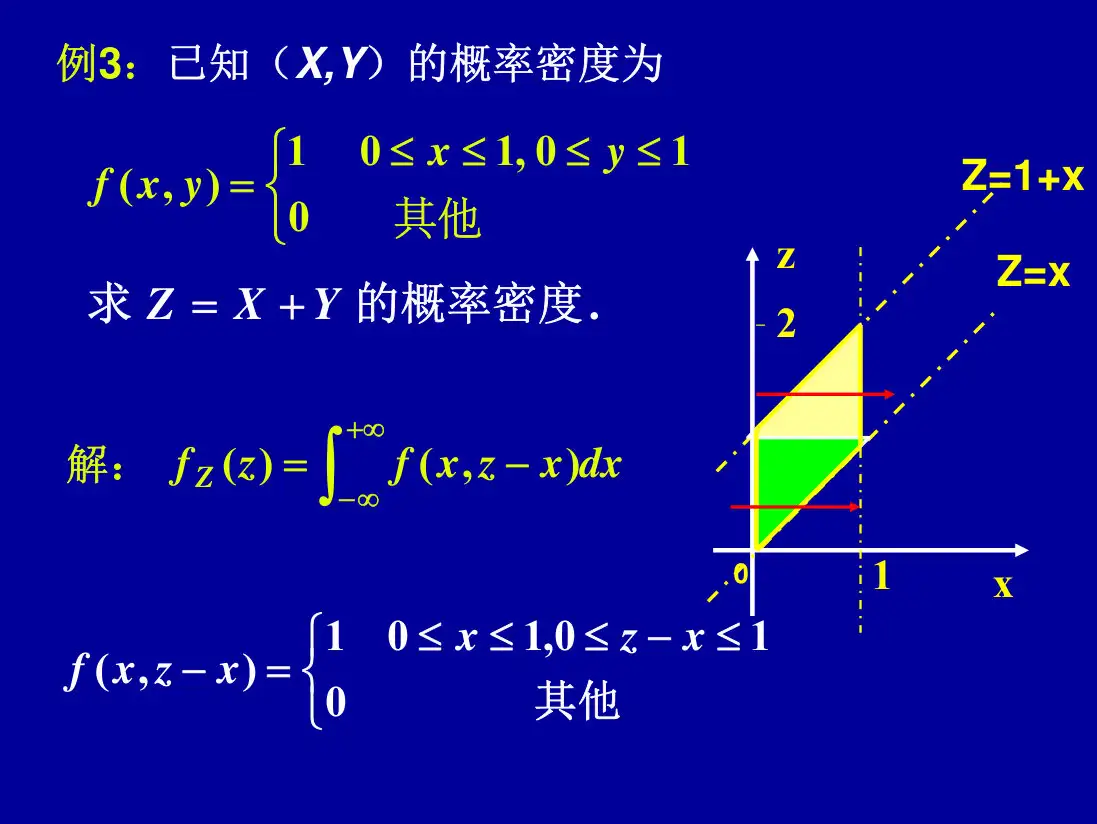 例3：已知（X,Y）的概率密度为
f(x,y)={1 0≤x≤1,0≤y≤1
0 其他
求 Z=X+Y 的概率密度.
解： f_Z(z)=∫_{-∞}^{+∞} f(x,z-x)dx
f(x,z-x)={1 0≤x≤1,0≤z-x≤1
0 其他
Z=1+x
z
Z=x
2
0
1
x